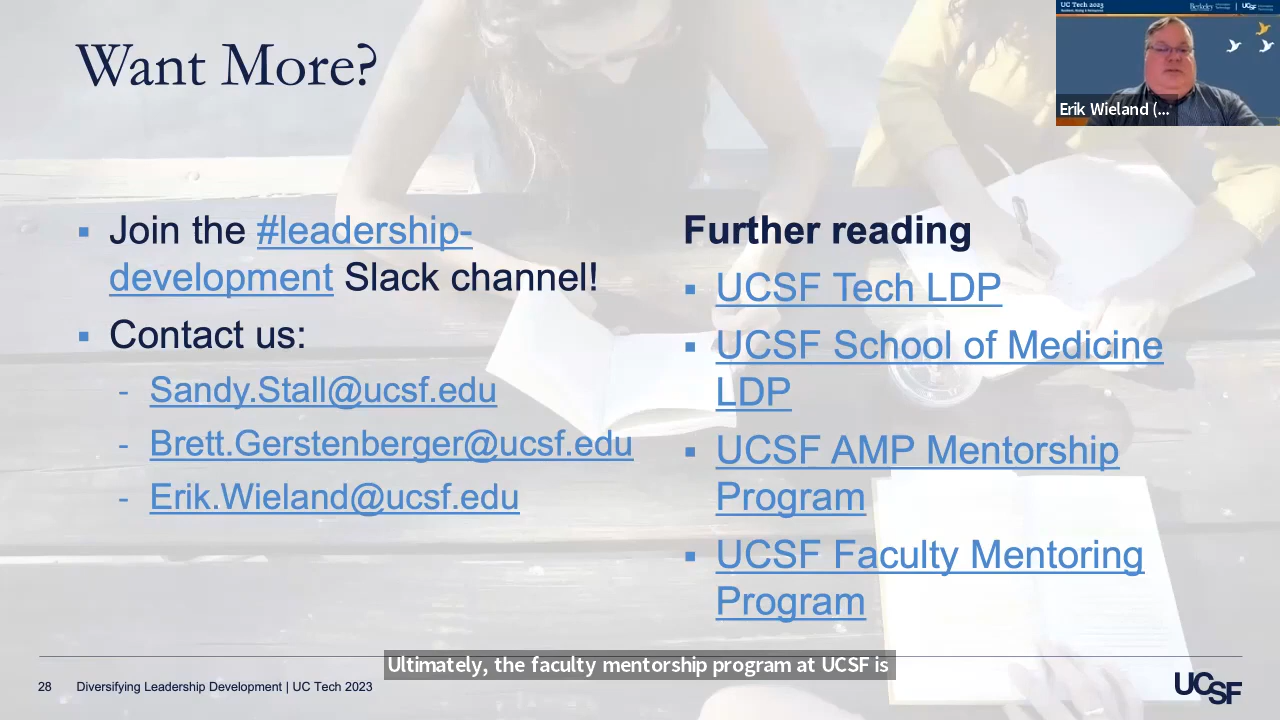 Want More?
UC Tech 2023
Berkeley
UCSF
Erik Wieland (...
▪ Join the #leadership-
development Slack channel!
▪ Contact us:
- Sandy.Stall@ucsf.edu
- Brett.Gerstenberger@ucsf.edu
- Erik.Wieland@ucsf.edu
Further reading
▪ UCSF Tech LDP
▪ UCSF School of Medicine
LDP
▪ UCSF AMP Mentorship
Program
▪ UCSF Faculty Mentoring
Program
Ultimately, the faculty mentorship program at UCSF is
28 Diversifying Leadership Development | UC Tech 2023
UCSF